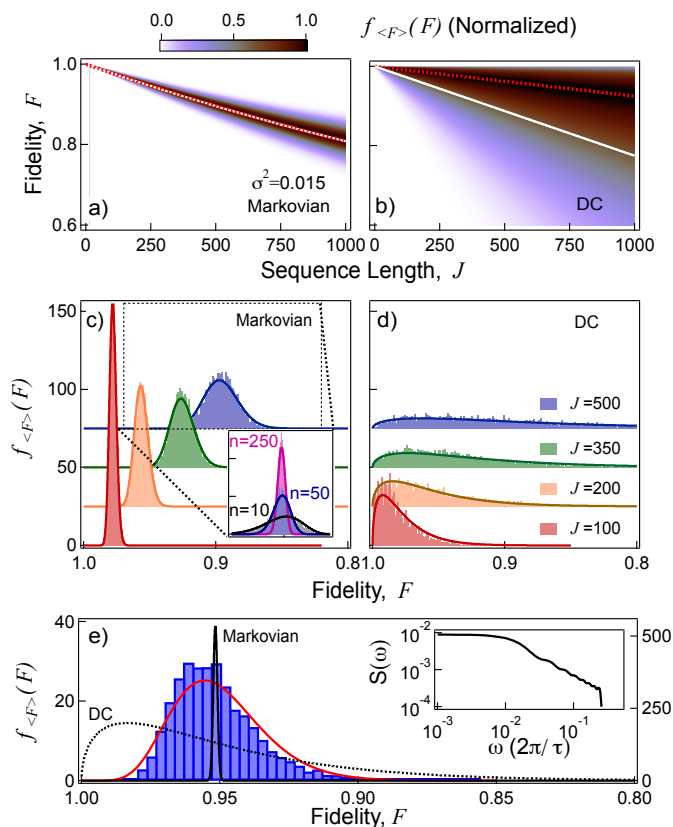 0.0 0.5 1.0 f<F>(F) (Normalized)
1.0
0.8
0.6
Fidelity, F
a)
σ²=0.015
Markovian
b)
DC
0 250 500 750 1000
0 250 500 750 1000
Sequence Length, J
150
100
50
0
f<F>(F)
c)
Markovian
n=250
n=50
n=10
1.0 0.9 0.8
d)
DC
J=500
J=350
J=200
J=100
1.0 0.9 0.8
Fidelity, F
40
20
0
f<F>(F)
e)
DC
Markovian
S(ω)
10⁻²
10⁻³
10⁻⁴
10⁻³ 10⁻² 10⁻¹
ω (2π/τ)
500
250
0
1.00 0.95 0.90 0.85 0.80
Fidelity, F